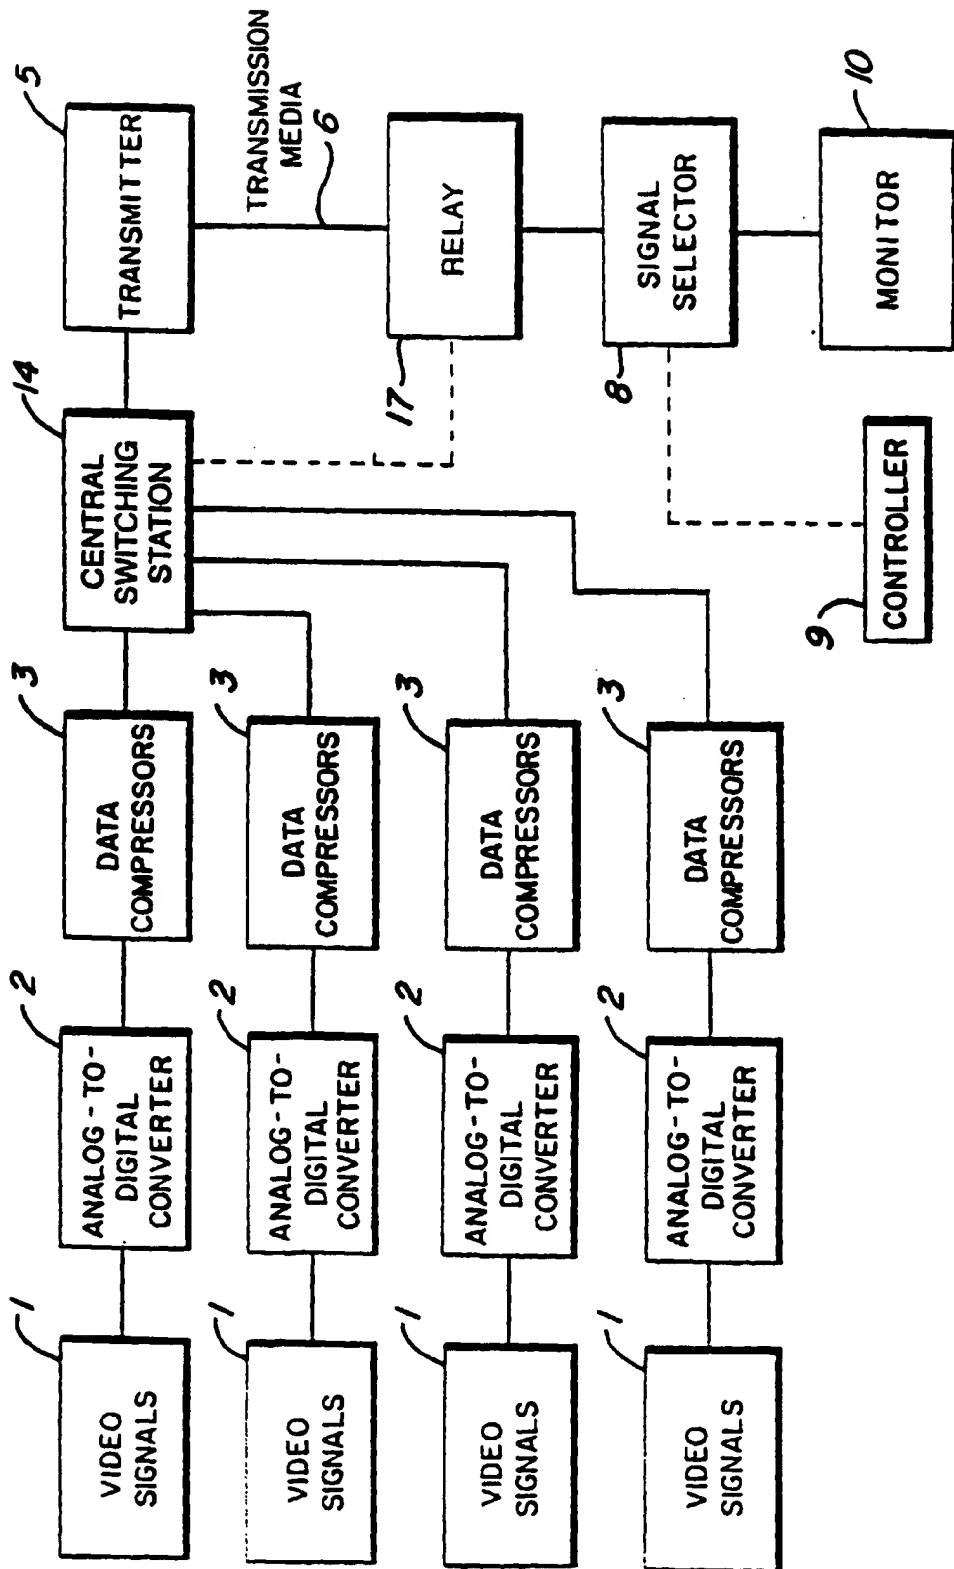 1
VIDEO
SIGNALS
2
ANALOG-TO-
DIGITAL
CONVERTER
3
DATA
COMPRESSORS
14
CENTRAL
SWITCHING
STATION
5
TRANSMITTER
1
VIDEO
SIGNALS
2
ANALOG-TO-
DIGITAL
CONVERTER
3
DATA
COMPRESSORS
TRANSMISSION
MEDIA
6
1
VIDEO
SIGNALS
2
ANALOG-TO-
DIGITAL
CONVERTER
3
DATA
COMPRESSORS
17
RELAY
1
VIDEO
SIGNALS
2
ANALOG-TO-
DIGITAL
CONVERTER
3
DATA
COMPRESSORS
8
SIGNAL
SELECTOR
9
CONTROLLER
10
MONITOR